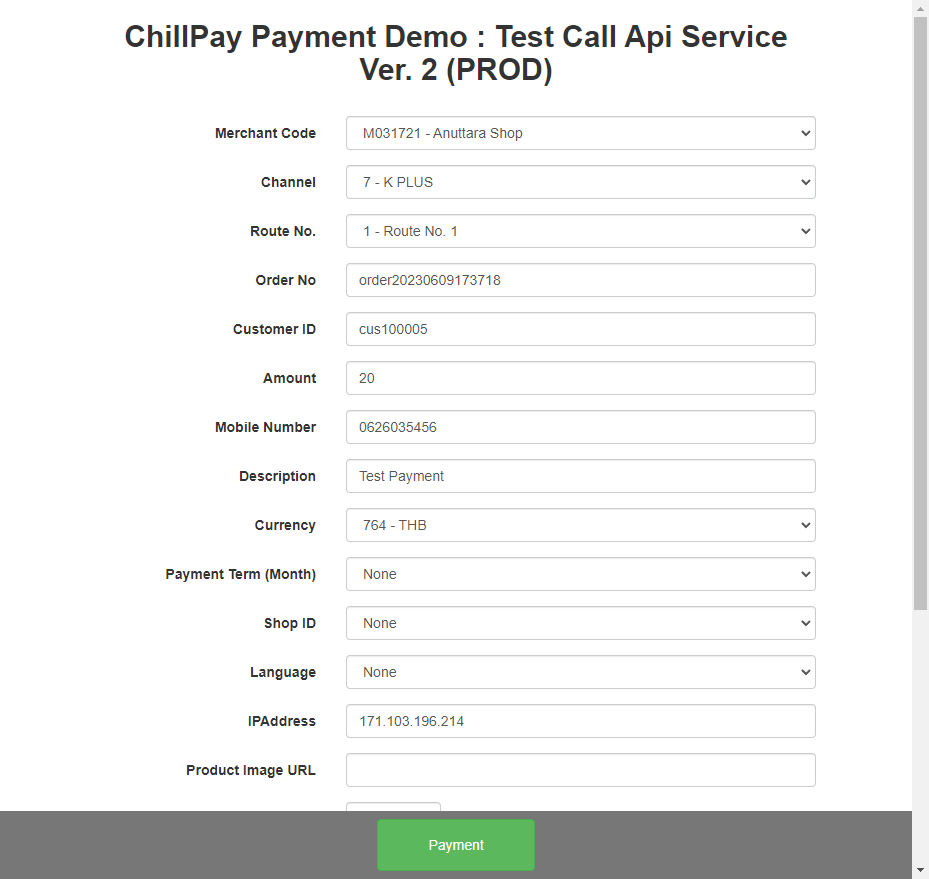 ChillPay Payment Demo : Test Call Api Service
Ver. 2 (PROD)
Merchant Code M031721 - Anuttara Shop
Channel 7 - K PLUS
Route No. 1 - Route No. 1
Order No order20230609173718
Customer ID cus100005
Amount 20
Mobile Number 0626035456
Description Test Payment
Currency 764 - THB
Payment Term (Month) None
Shop ID None
Language None
IPAddress 171.103.196.214
Product Image URL
Payment